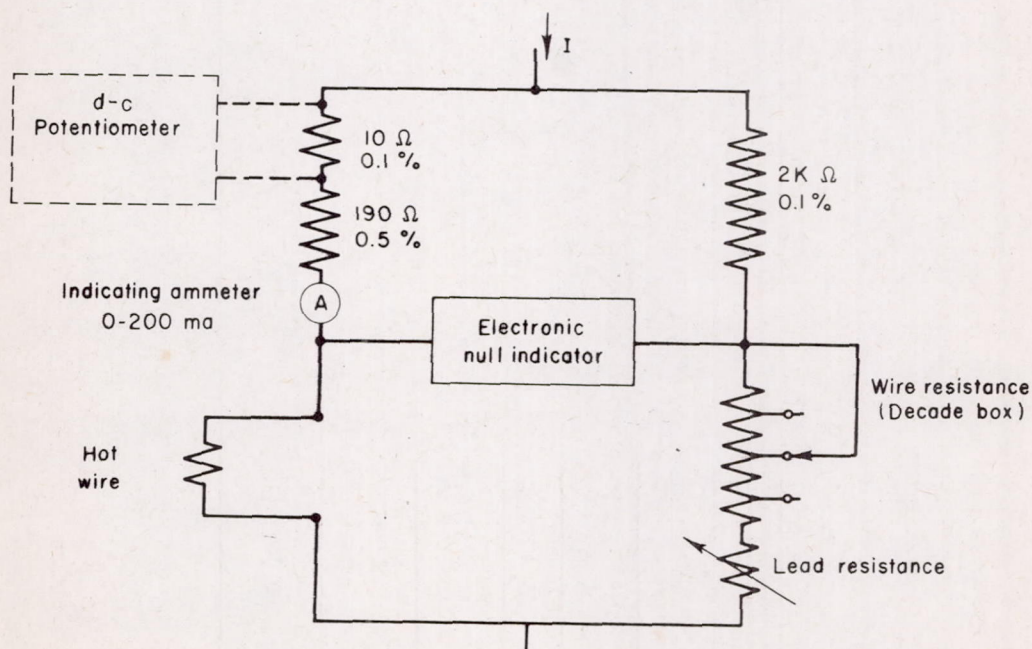 I
d-c
Potentiometer
10 Ω
0.1 %
2K Ω
0.1 %
190 Ω
0.5 %
Indicating ammeter
0-200 ma
A
Electronic
null indicator
Wire resistance
(Decade box)
Hot
wire
Lead resistance